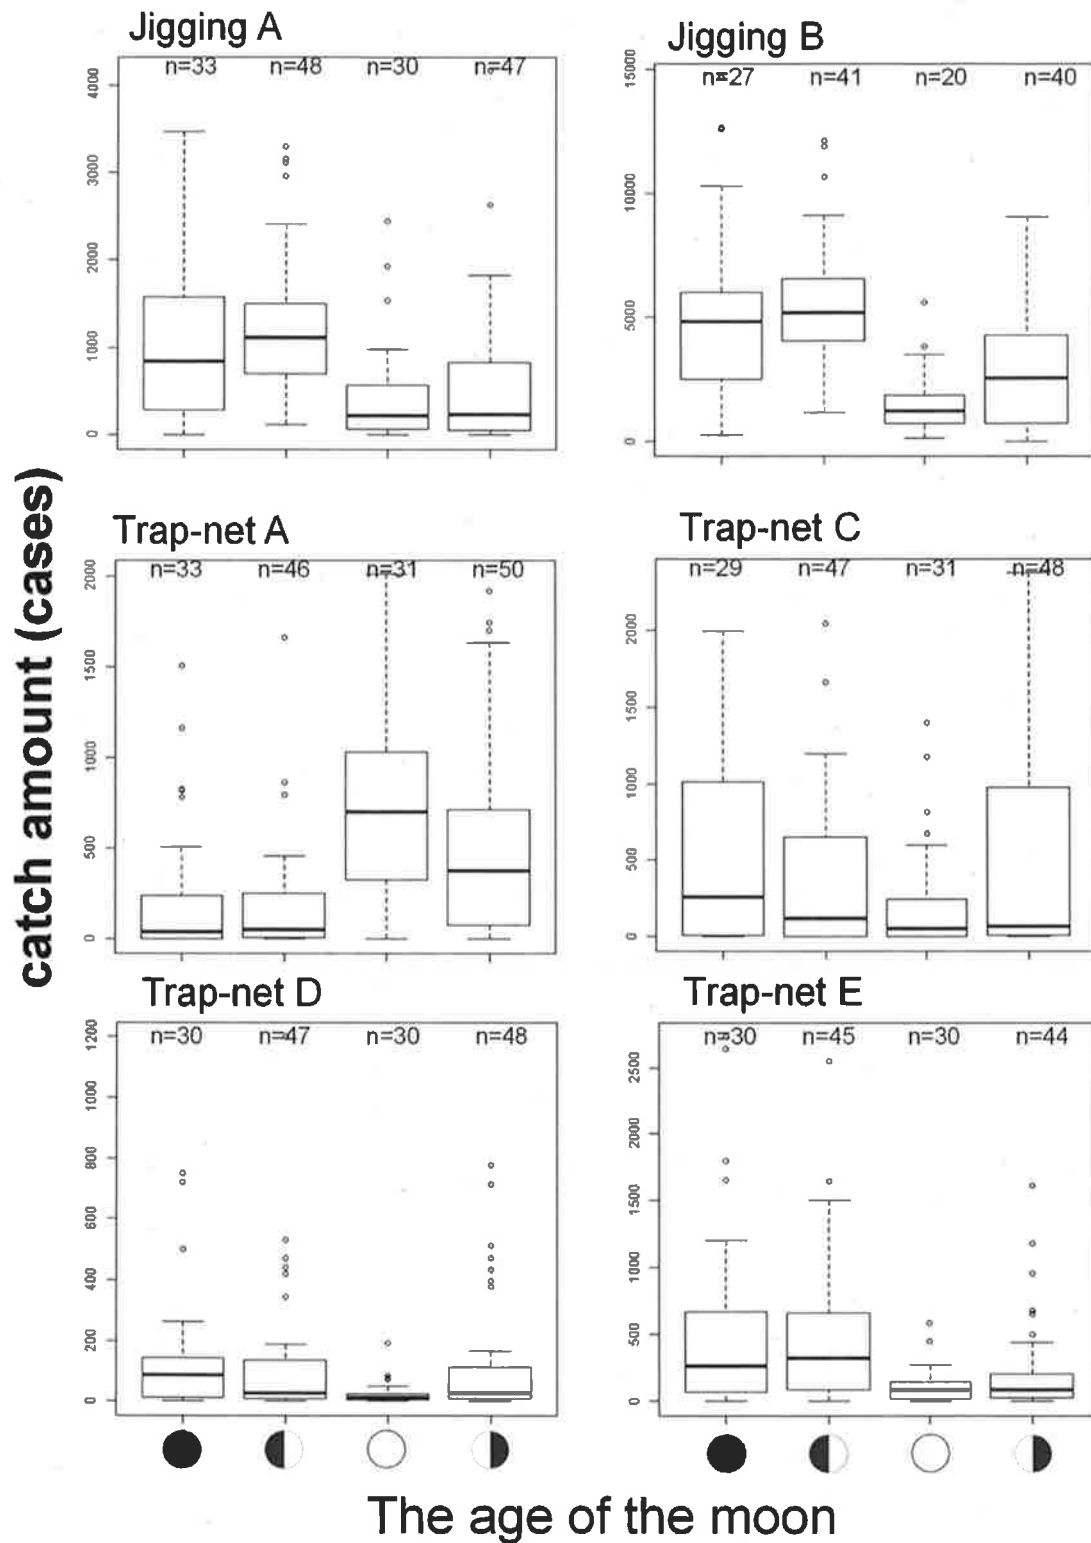 Jigging A
n=33 n=48 n=30 n=47
4000
3000
2000
1000
0
Jigging B
n=27 n=41 n=20 n=40
15000
10000
5000
0
catch amount (cases)
Trap-net A
n=33 n=46 n=31 n=50
2000
1500
1000
500
0
Trap-net C
n=29 n=47 n=31 n=48
2000
1500
1000
500
0
Trap-net D
n=30 n=47 n=30 n=48
1200
1000
800
600
400
200
0
Trap-net E
n=30 n=45 n=30 n=44
2500
2000
1500
1000
500
0
The age of the moon